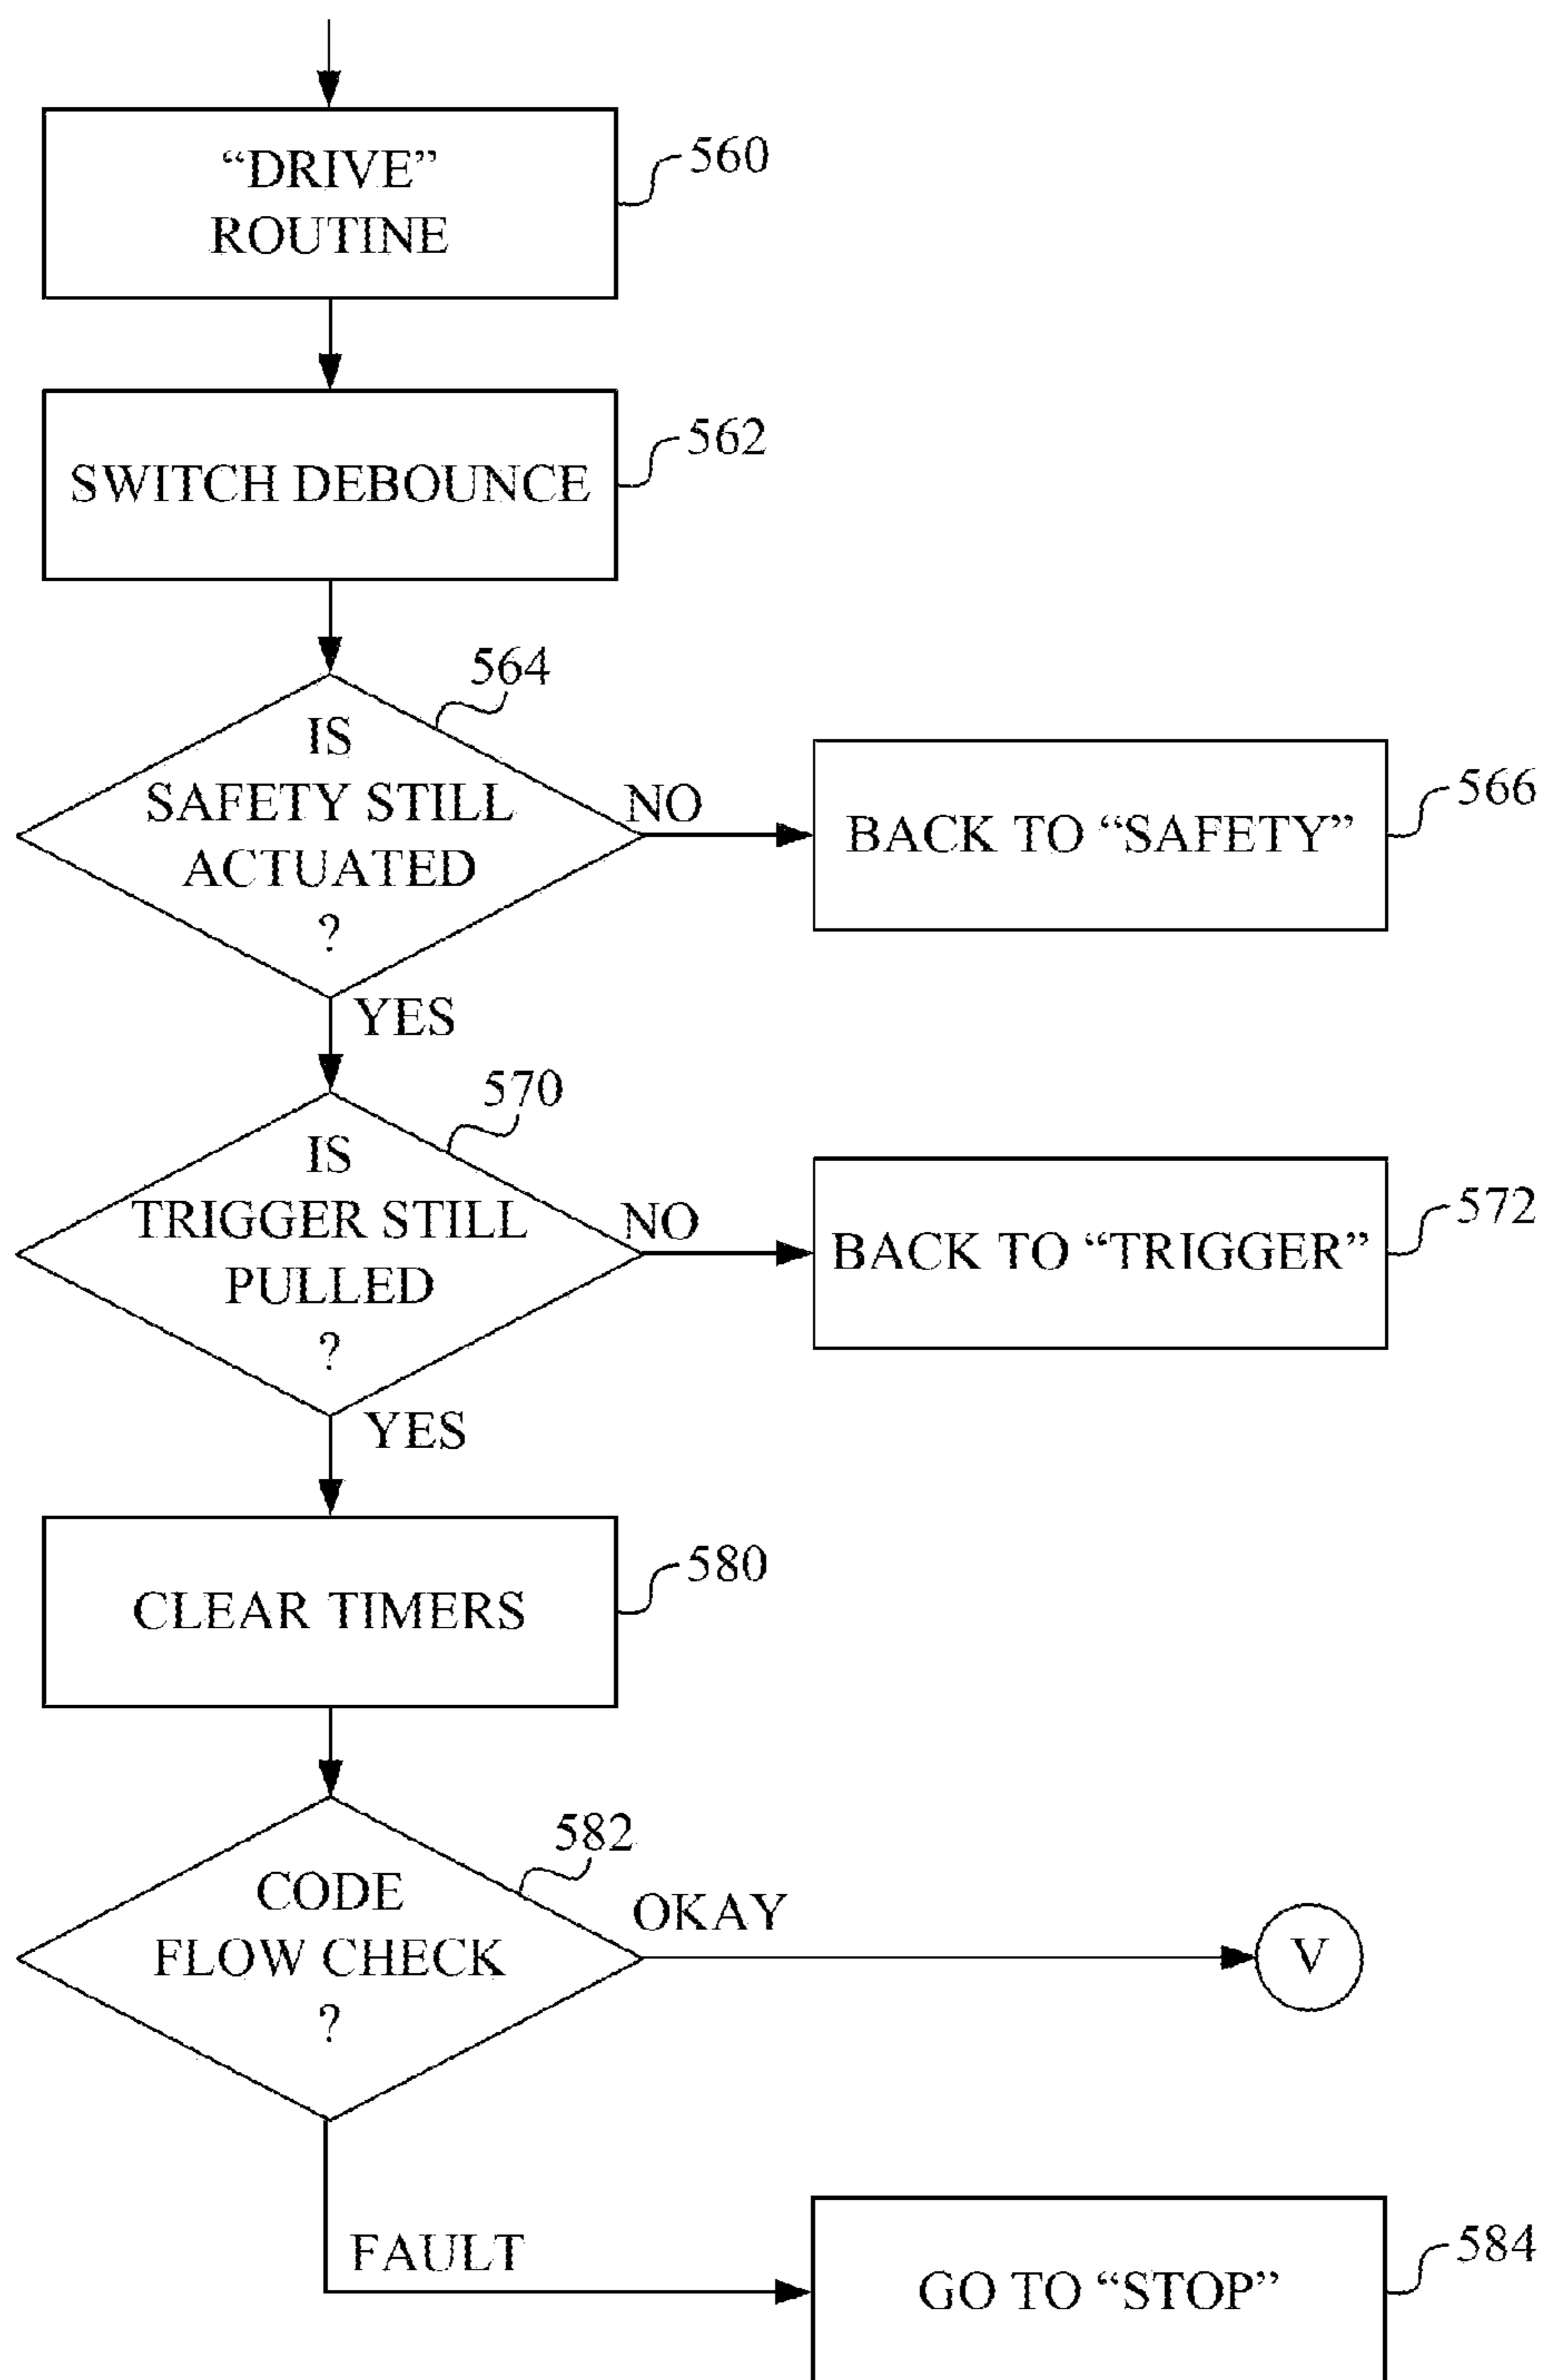 “DRIVE”
ROUTINE
560
SWITCH DEBOUNCE
562
564
IS
SAFETY STILL
ACTUATED
?
NO
BACK TO “SAFETY”
566
YES
570
IS
TRIGGER STILL
PULLED
?
NO
BACK TO “TRIGGER”
572
YES
CLEAR TIMERS
580
582
CODE
FLOW CHECK
?
OKAY
V
FAULT
GO TO “STOP”
584